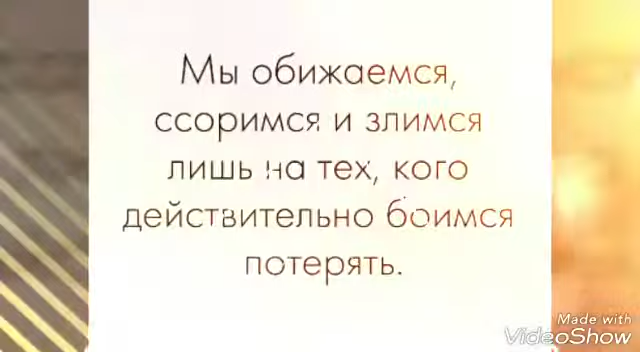 Мы обижаемся,
ссоримся и злимся
лишь на тех, кого
действительно боимся
потерять.
Made with
VideoShow